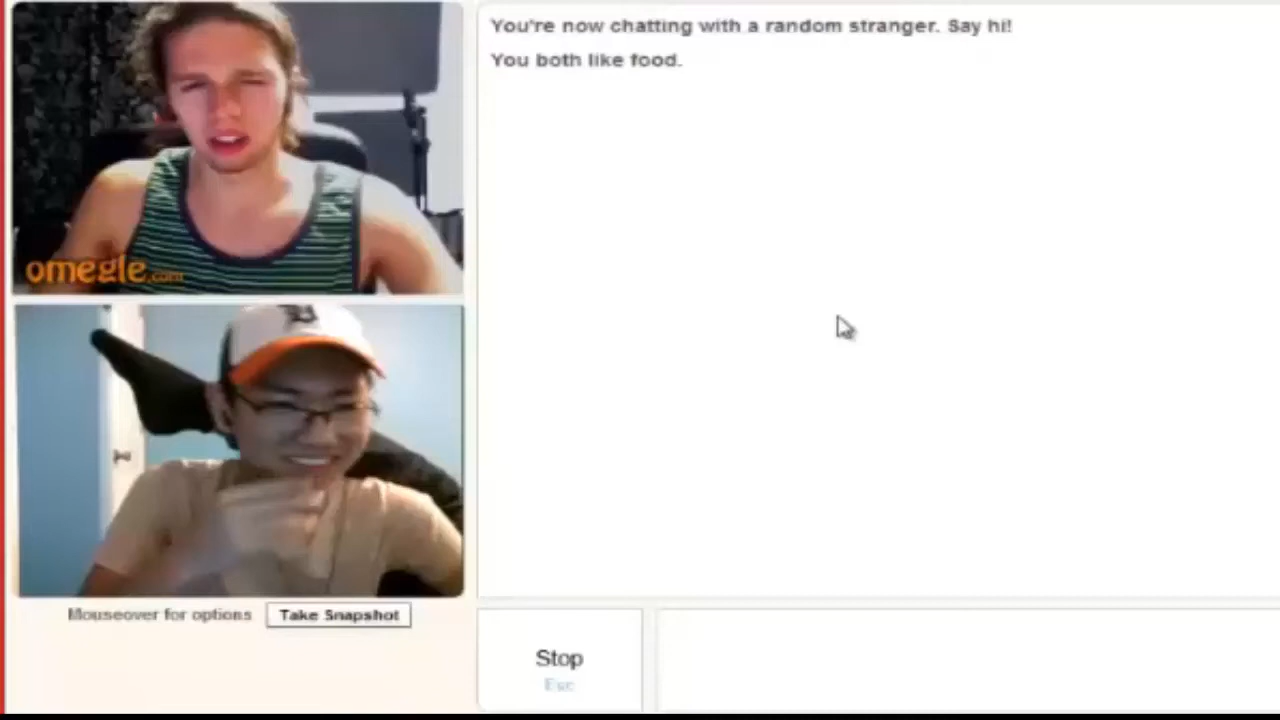 You're now chatting with a random stranger. Say hi!
You both like food.
omegle.com
Mouseover for options
Take Snapshot
Stop
Esc